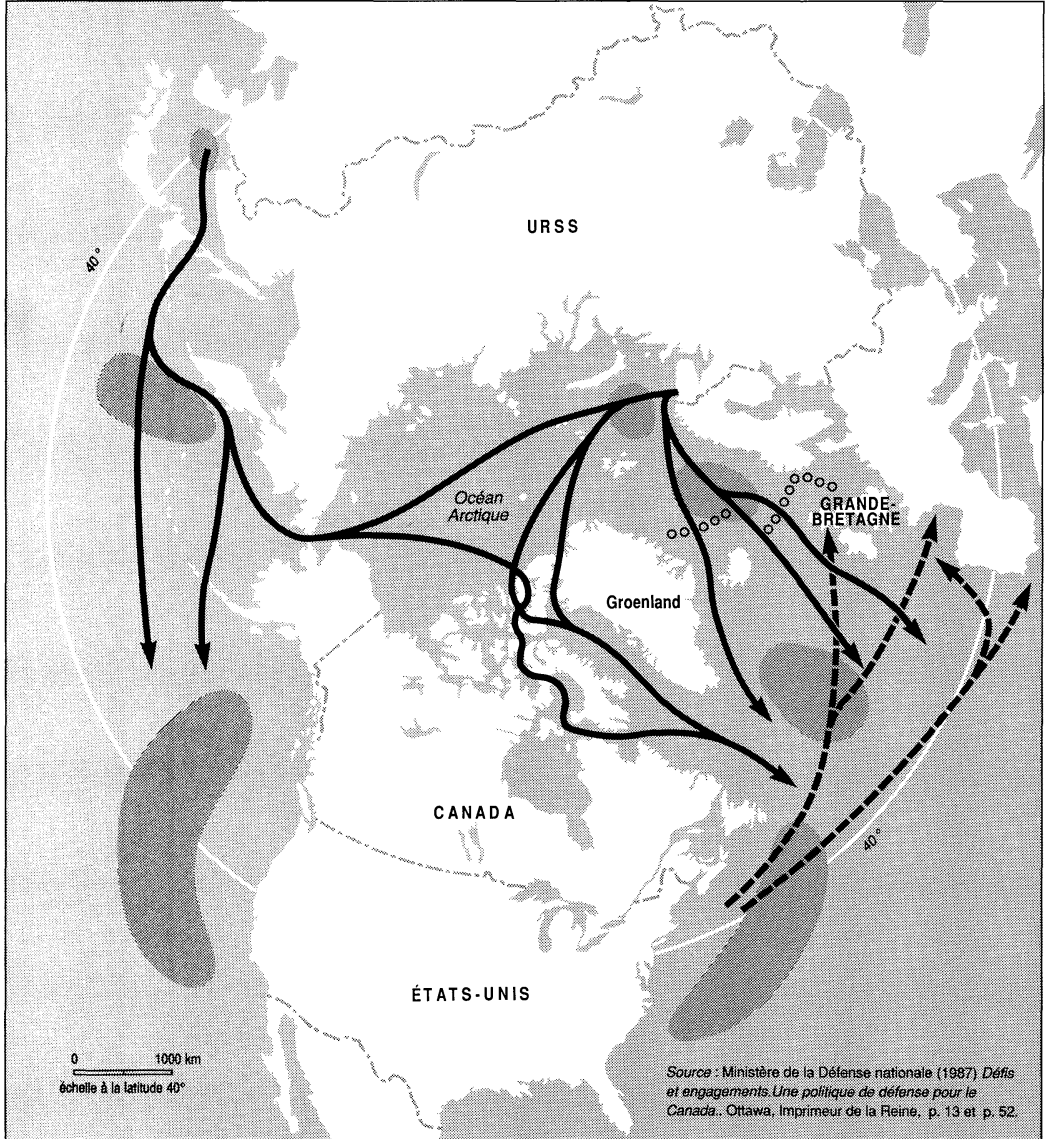 URSS
40°
Océan
Arctique
GRANDE-
BRETAGNE
Groenland
CANADA
40°
ÉTATS-UNIS
0 1000 km
échelle à la latitude 40°
Source : Ministère de la Défense nationale (1987) Défis
et engagements. Une politique de défense pour le
Canada., Ottawa, Imprimeur de la Reine, p. 13 et p. 52.